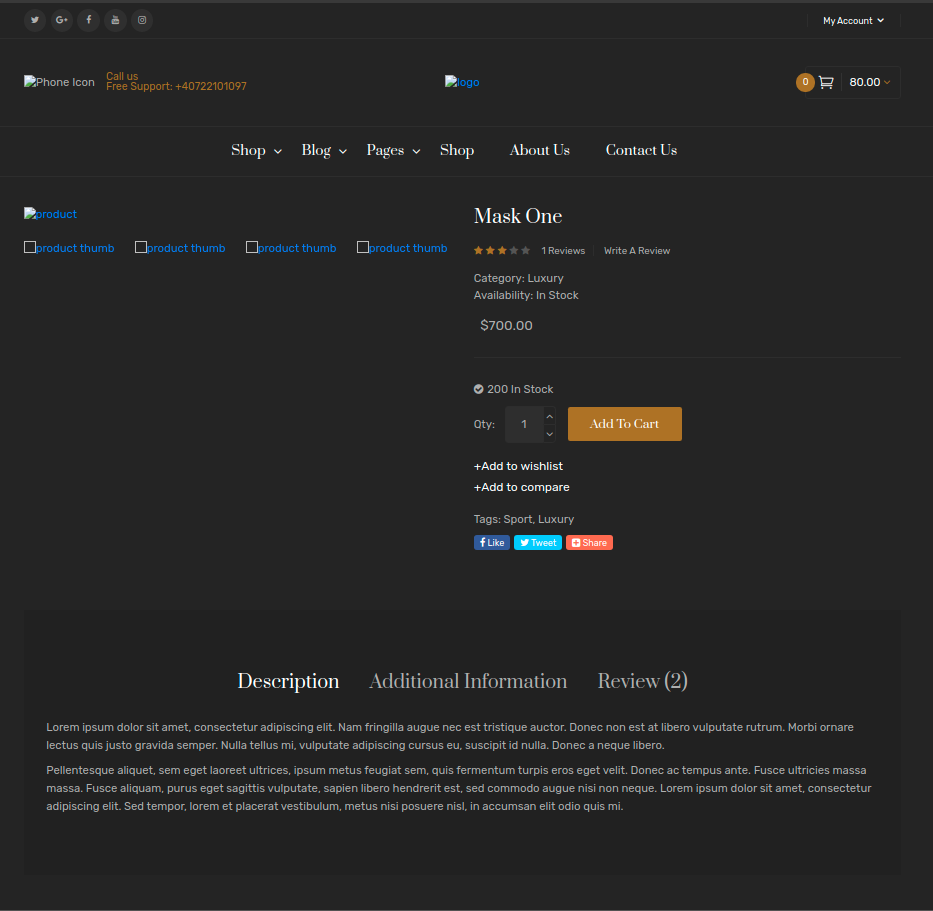 My Account
Phone Icon
Call us
Free Support: +40722101097
logo
0
80.00
Shop Blog Pages Shop About Us Contact Us
product
product thumb product thumb product thumb product thumb
Mask One
1 Reviews Write A Review
Category: Luxury
Availability: In Stock
$700.00
200 In Stock
Qty: 1 Add To Cart
+Add to wishlist
+Add to compare
Tags: Sport, Luxury
Like Tweet Share
Description Additional Information Review (2)
Lorem ipsum dolor sit amet, consectetur adipiscing elit. Nam fringilla augue nec est tristique auctor. Donec non est at libero vulputate rutrum. Morbi ornare
lectus quis justo gravida semper. Nulla tellus mi, vulputate adipiscing cursus eu, suscipit id nulla. Donec a neque libero.
Pellentesque aliquet, sem eget laoreet ultrices, ipsum metus feugiat sem, quis fermentum turpis eros eget velit. Donec ac tempus ante. Fusce ultricies massa
massa. Fusce aliquam, purus eget sagittis vulputate, sapien libero hendrerit est, sed commodo augue nisi non neque. Lorem ipsum dolor sit amet, consectetur
adipiscing elit. Sed tempor, lorem et placerat vestibulum, metus nisi posuere nisl, in accumsan elit odio quis mi.